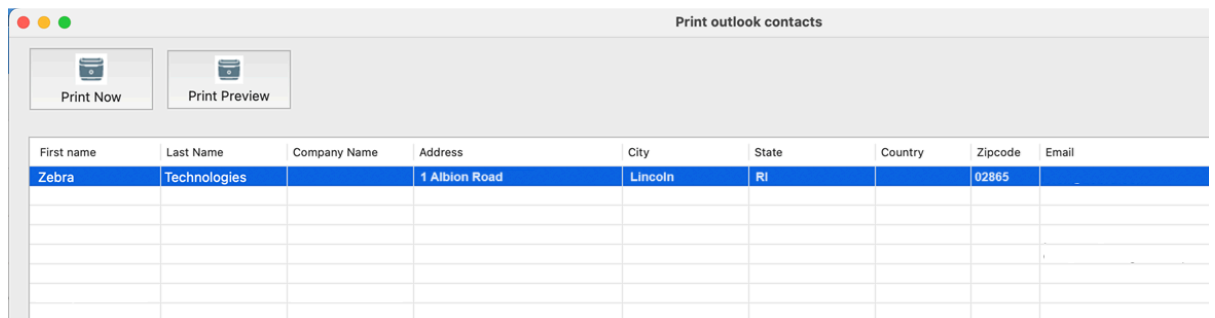 Print outlook contacts
Print Now Print Preview
First name Last Name Company Name Address City State Country Zipcode Email
Zebra Technologies 1 Albion Road Lincoln RI 02865